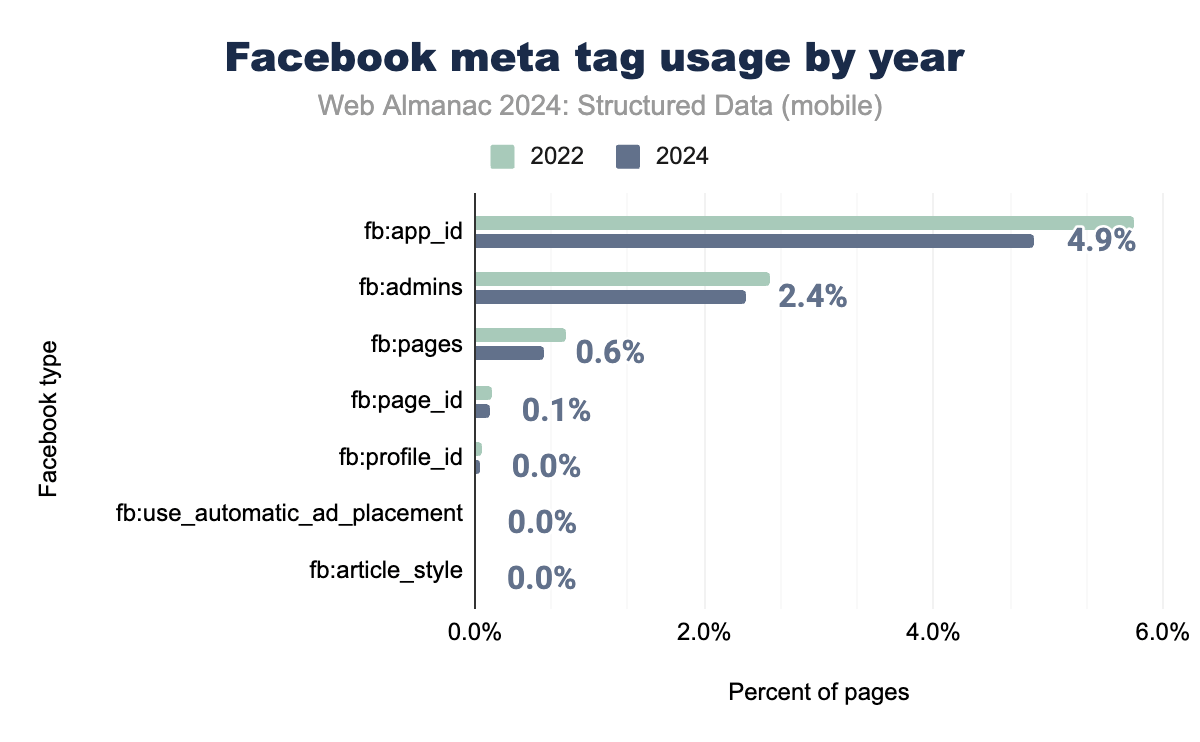 Facebook meta tag usage by year
Web Almanac 2024: Structured Data (mobile)
2022 2024
Facebook type
fb:app_id 4.9%
fb:admins 2.4%
fb:pages 0.6%
fb:page_id 0.1%
fb:profile_id 0.0%
fb:use_automatic_ad_placement 0.0%
fb:article_style 0.0%
0.0% 2.0% 4.0% 6.0%
Percent of pages